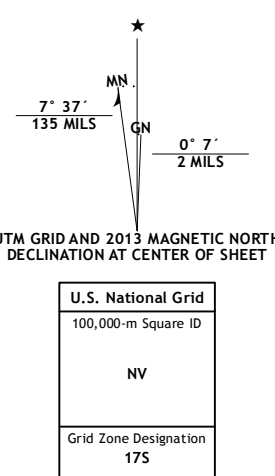 ★
MN
GN
7° 37´
135 MILS
0° 7´
2 MILS
UTM GRID AND 2013 MAGNETIC NORTH
DECLINATION AT CENTER OF SHEET
U.S. National Grid
100,000-m Square ID
NV
Grid Zone Designation
17S